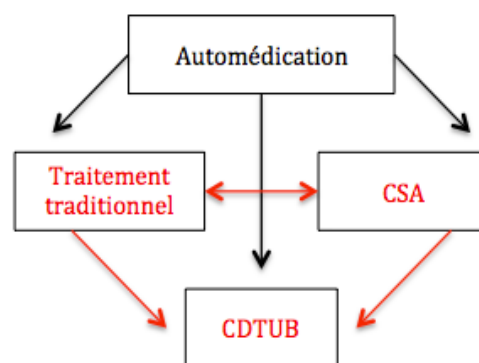 Automédication
Traitement
traditionnel
CSA
CDTUB